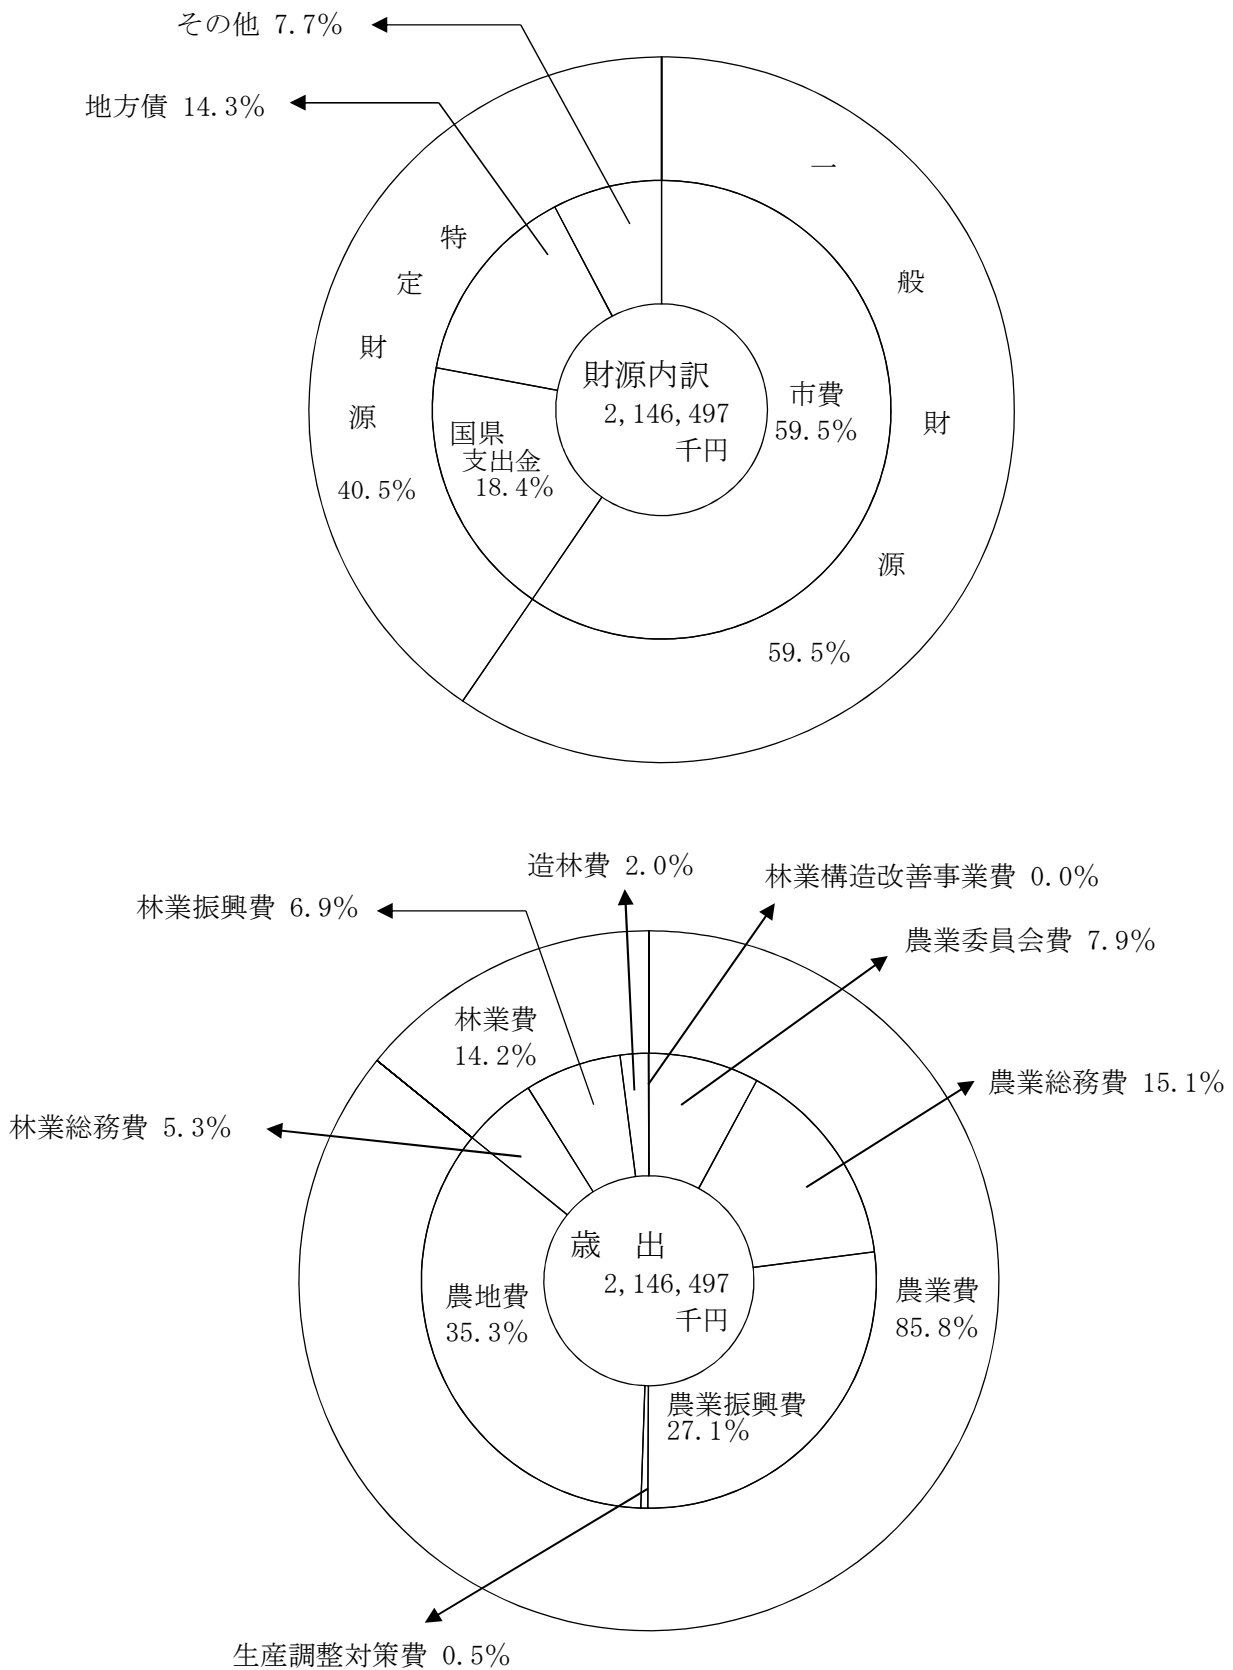 その他 7.7%
地方債 14.3%
一般財源
59.5%
特定財源
40.5%
財源内訳
2,146,497
千円
市費
59.5%
国県
支出金
18.4%
造林費 2.0%
林業構造改善事業費 0.0%
林業振興費 6.9%
農業委員会費 7.9%
林業費
14.2%
農業総務費 15.1%
林業総務費 5.3%
歳 出
2,146,497
千円
農地費
35.3%
農業費
85.8%
農業振興費
27.1%
生産調整対策費 0.5%